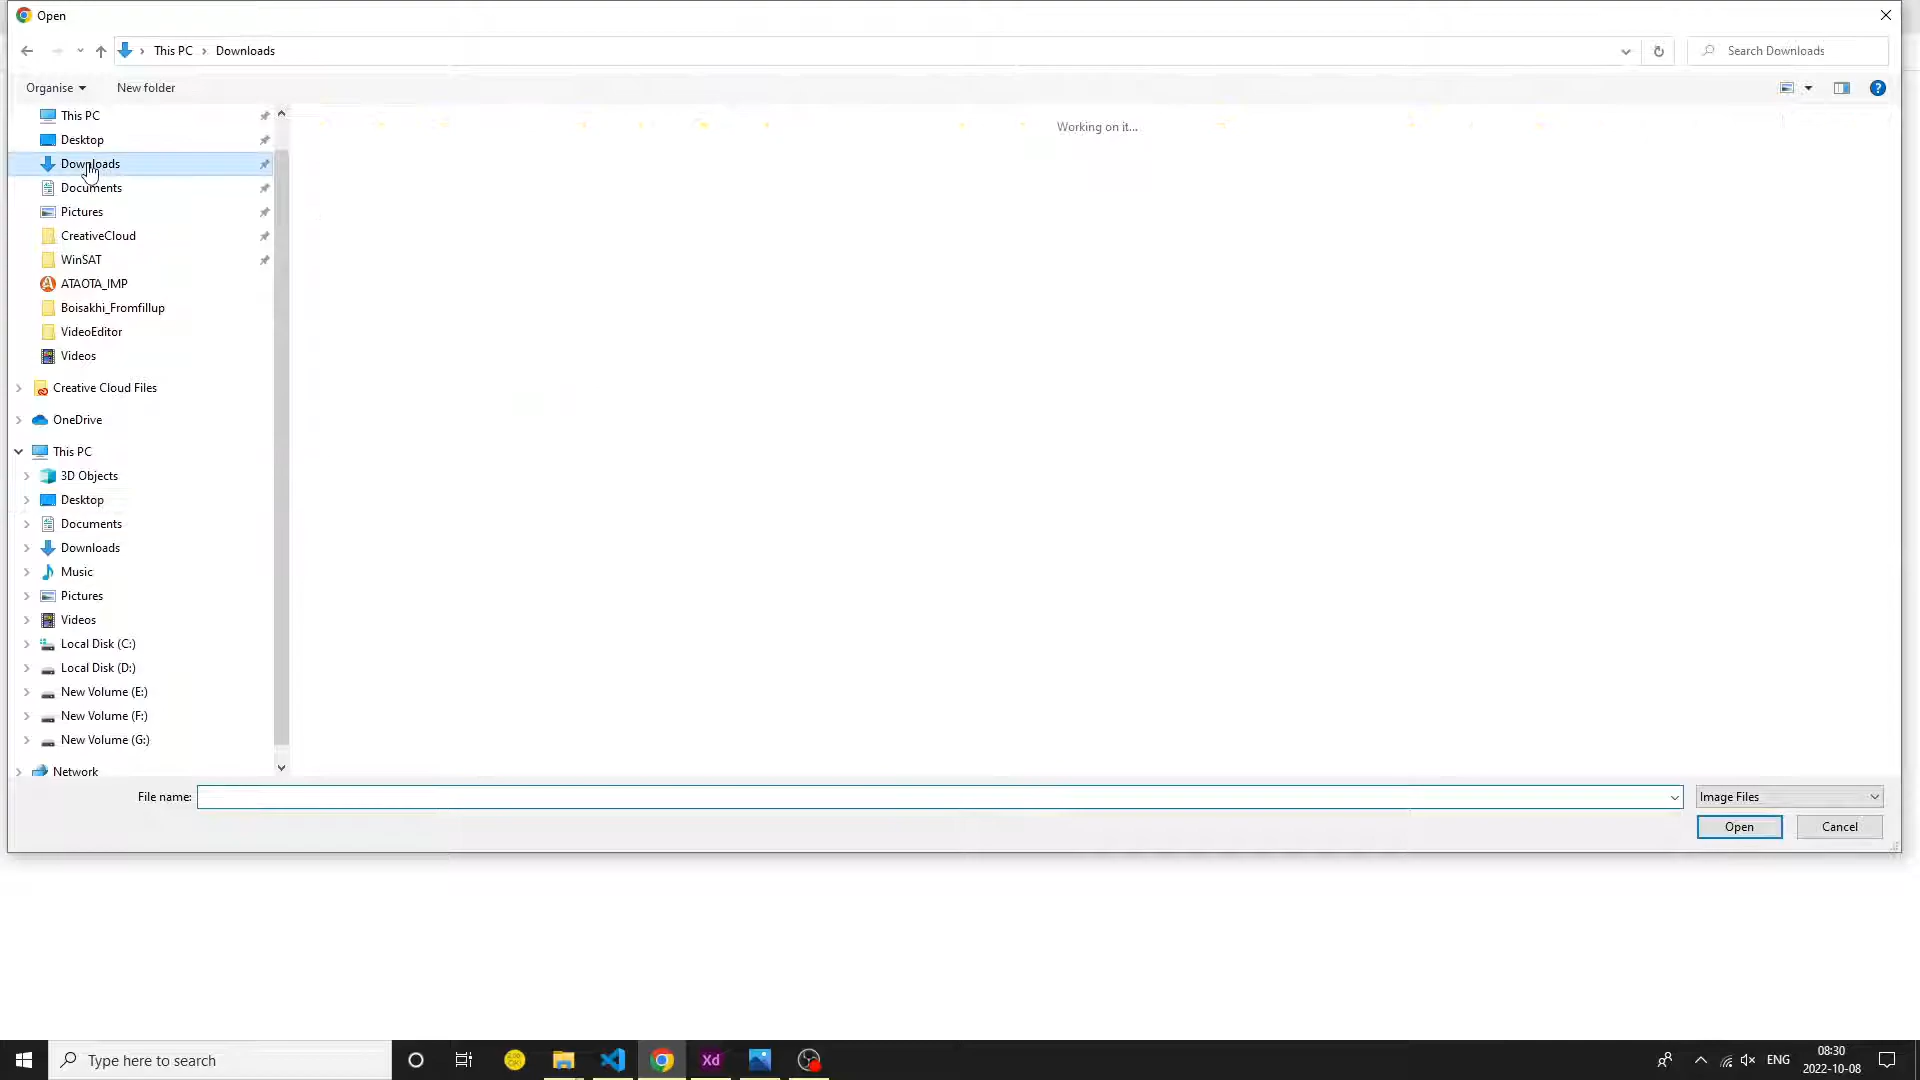 Open
This PC
Downloads
Search Downloads
Organise
New folder
This PC
Desktop
Downloads
Documents
Pictures
CreativeCloud
WinSAT
ATAOTA_IMP
Boisakhi_Fromfillup
VideoEditor
Videos
Creative Cloud Files
OneDrive
This PC
3D Objects
Desktop
Documents
Downloads
Music
Pictures
Videos
Local Disk (C:)
Local Disk (D:)
New Volume (E:)
New Volume (F:)
New Volume (G:)
Network
Working on it...
File name:
Image Files
Open
Cancel
Type here to search
Xd
ENG
08:30
2022-10-08